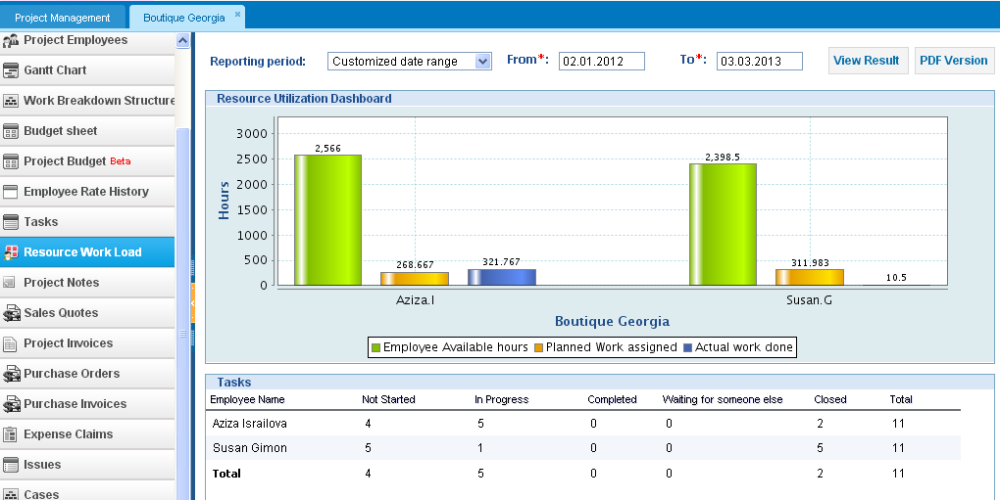 Project Management
Boutique Georgia
Project Employees
Gantt Chart
Work Breakdown Structure
Budget sheet
Project Budget Beta
Employee Rate History
Tasks
Resource Work Load
Project Notes
Sales Quotes
Project Invoices
Purchase Orders
Purchase Invoices
Expense Claims
Issues
Cases
Reporting period: Customized date range From*: 02.01.2012 To*: 03.03.2013 View Result PDF Version
Resource Utilization Dashboard
Hours
3000
2500
2000
1500
1000
500
0
2,566
268.667
321.767
2,398.5
311.983
10.5
Aziza.I Susan.G
Boutique Georgia
Employee Available hours Planned Work assigned Actual work done
Tasks
Employee Name Not Started In Progress Completed Waiting for someone else Closed Total
Aziza Israilova 4 5 0 0 2 11
Susan Gimon 5 1 0 0 5 11
Total 4 5 0 0 2 11